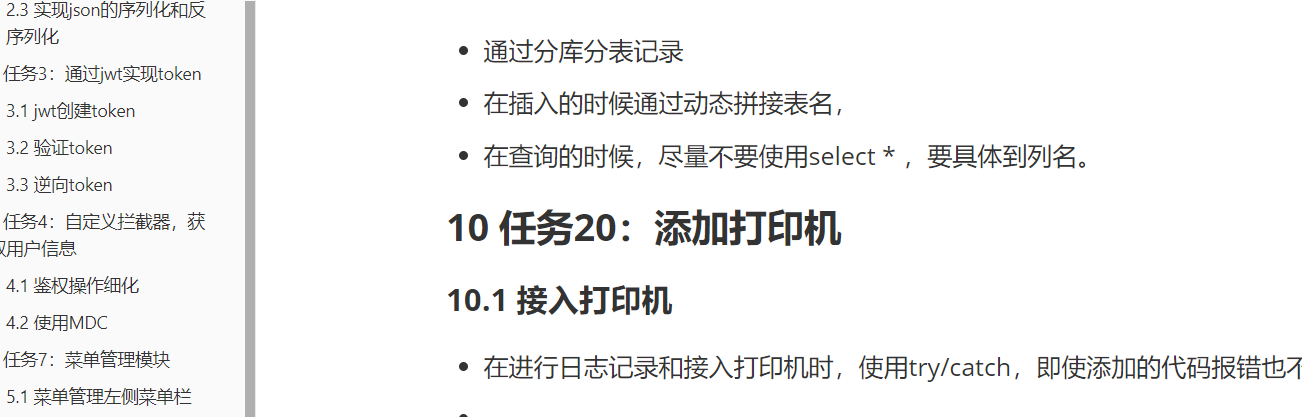 2.3 实现json的序列化和反
序列化
任务3：通过jwt实现token
3.1 jwt创建token
3.2 验证token
3.3 逆向token
任务4：自定义拦截器，获
取用户信息
4.1 鉴权操作细化
4.2 使用MDC
任务7：菜单管理模块
5.1 菜单管理左侧菜单栏
通过分库分表记录
在插入的时候通过动态拼接表名，
在查询的时候，尽量不要使用select * ，要具体到列名。
10 任务20：添加打印机
10.1 接入打印机
在进行日志记录和接入打印机时，使用try/catch，即使添加的代码报错也不